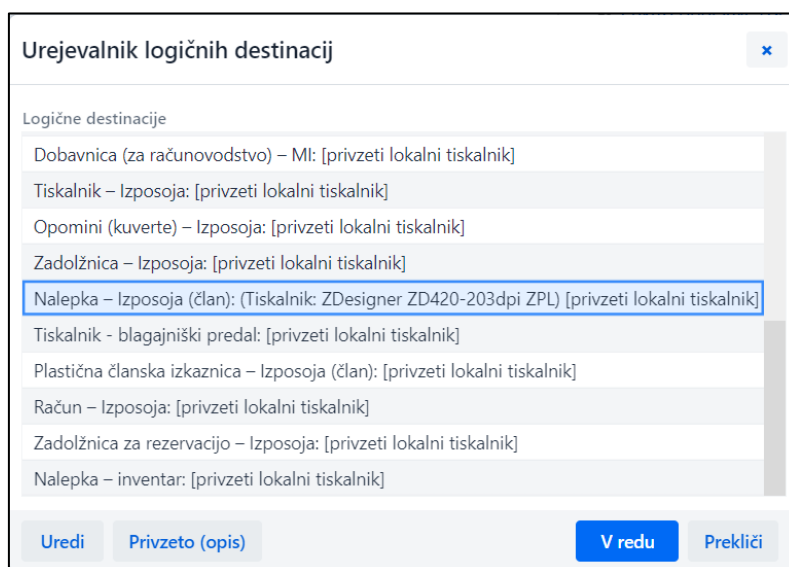 Urejevalnik logičnih destinacij
Logične destinacije
Dobavnica (za računovodstvo) – MI: [privzeti lokalni tiskalnik]
Tiskalnik – Izposoja: [privzeti lokalni tiskalnik]
Opomini (kuverte) – Izposoja: [privzeti lokalni tiskalnik]
Zadolžnica – Izposoja: [privzeti lokalni tiskalnik]
Nalepka – Izposoja (član): (Tiskalnik: ZDesigner ZD420-203dpi ZPL) [privzeti lokalni tiskalnik]
Tiskalnik - blagajniški predal: [privzeti lokalni tiskalnik]
Plastična članska izkaznica – Izposoja (član): [privzeti lokalni tiskalnik]
Račun – Izposoja: [privzeti lokalni tiskalnik]
Zadolžnica za rezervacijo – Izposoja: [privzeti lokalni tiskalnik]
Nalepka – inventar: [privzeti lokalni tiskalnik]
Uredi Privzeto (opis) V redu Prekliči